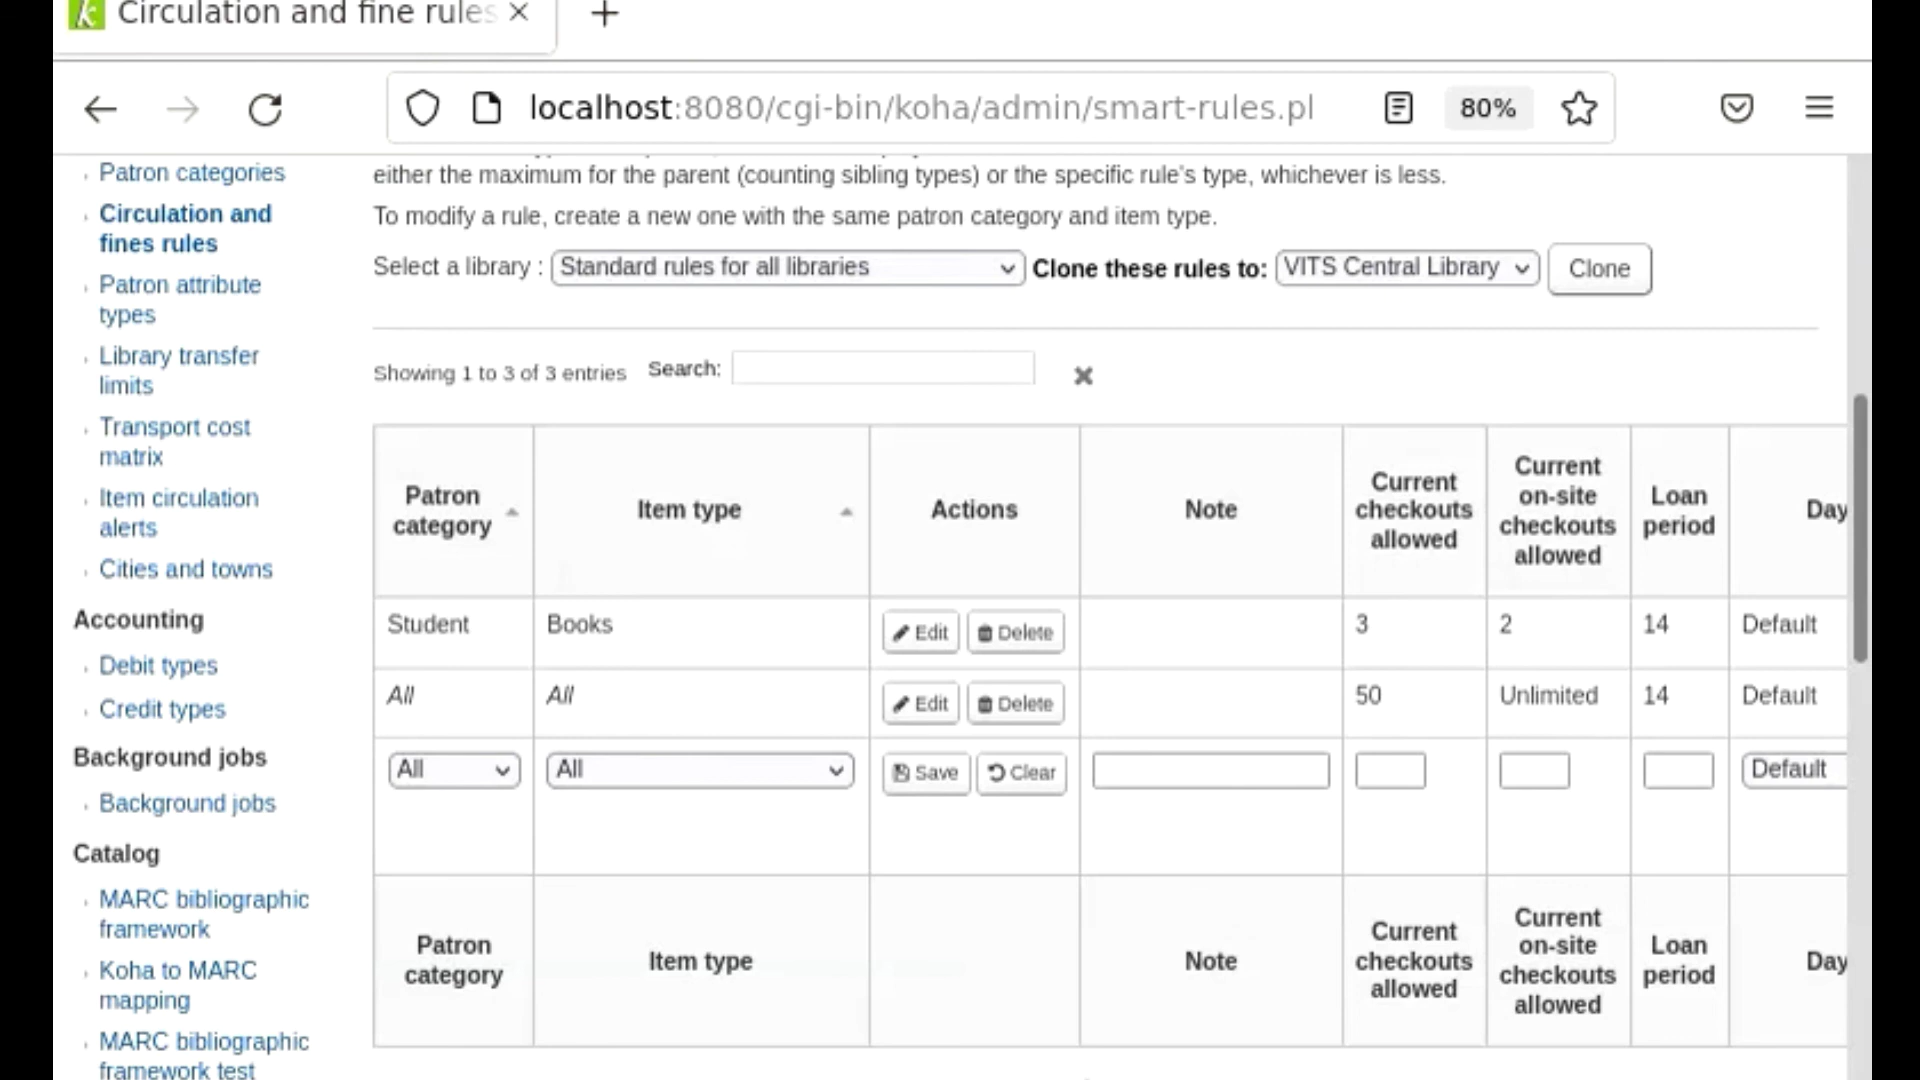 Circulation and fine rules
localhost:8080/cgi-bin/koha/admin/smart-rules.pl
80%
Patron categories
Circulation and
fines rules
Patron attribute
types
Library transfer
limits
Transport cost
matrix
Item circulation
alerts
Cities and towns
Accounting
Debit types
Credit types
Background jobs
Background jobs
Catalog
MARC bibliographic
framework
Koha to MARC
mapping
MARC bibliographic
framework test
either the maximum for the parent (counting sibling types) or the specific rule's type, whichever is less.
To modify a rule, create a new one with the same patron category and item type.
Select a library : Standard rules for all libraries Clone these rules to: VITS Central Library Clone
Showing 1 to 3 of 3 entries Search:
Patron
category
Item type
Actions
Note
Current
checkouts
allowed
Current
on-site
checkouts
allowed
Loan
period
Day
Student Books Edit Delete 3 2 14 Default
All All Edit Delete 50 Unlimited 14 Default
All All Save Clear Default
Patron
category
Item type
Note
Current
checkouts
allowed
Current
on-site
checkouts
allowed
Loan
period
Day